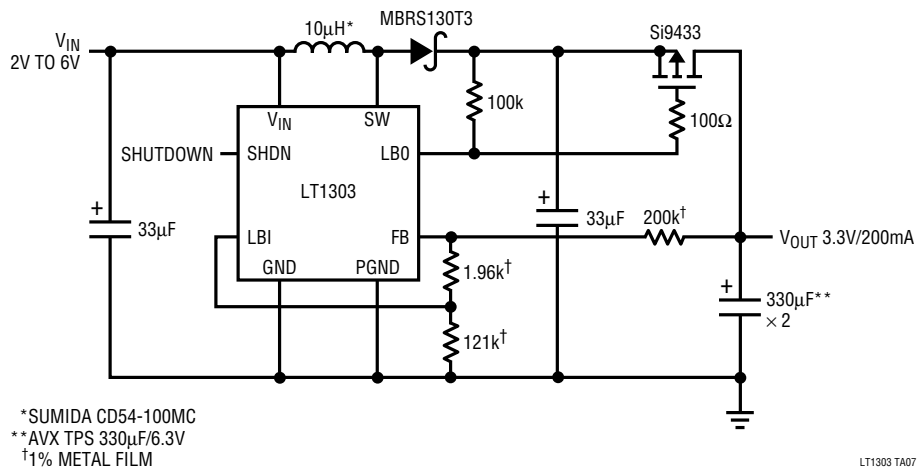 MBRS130T3
10µH*
Si9433
VIN
2V TO 6V
100k
100Ω
VIN
SW
SHUTDOWN
SHDN
LB0
LT1303
33µF
33µF
200k†
LBI
FB
VOUT 3.3V/200mA
GND
PGND
1.96k†
330µF**
× 2
121k†
*SUMIDA CD54-100MC
**AVX TPS 330µF/6.3V
†1% METAL FILM
LT1303 TA07
+
+
+